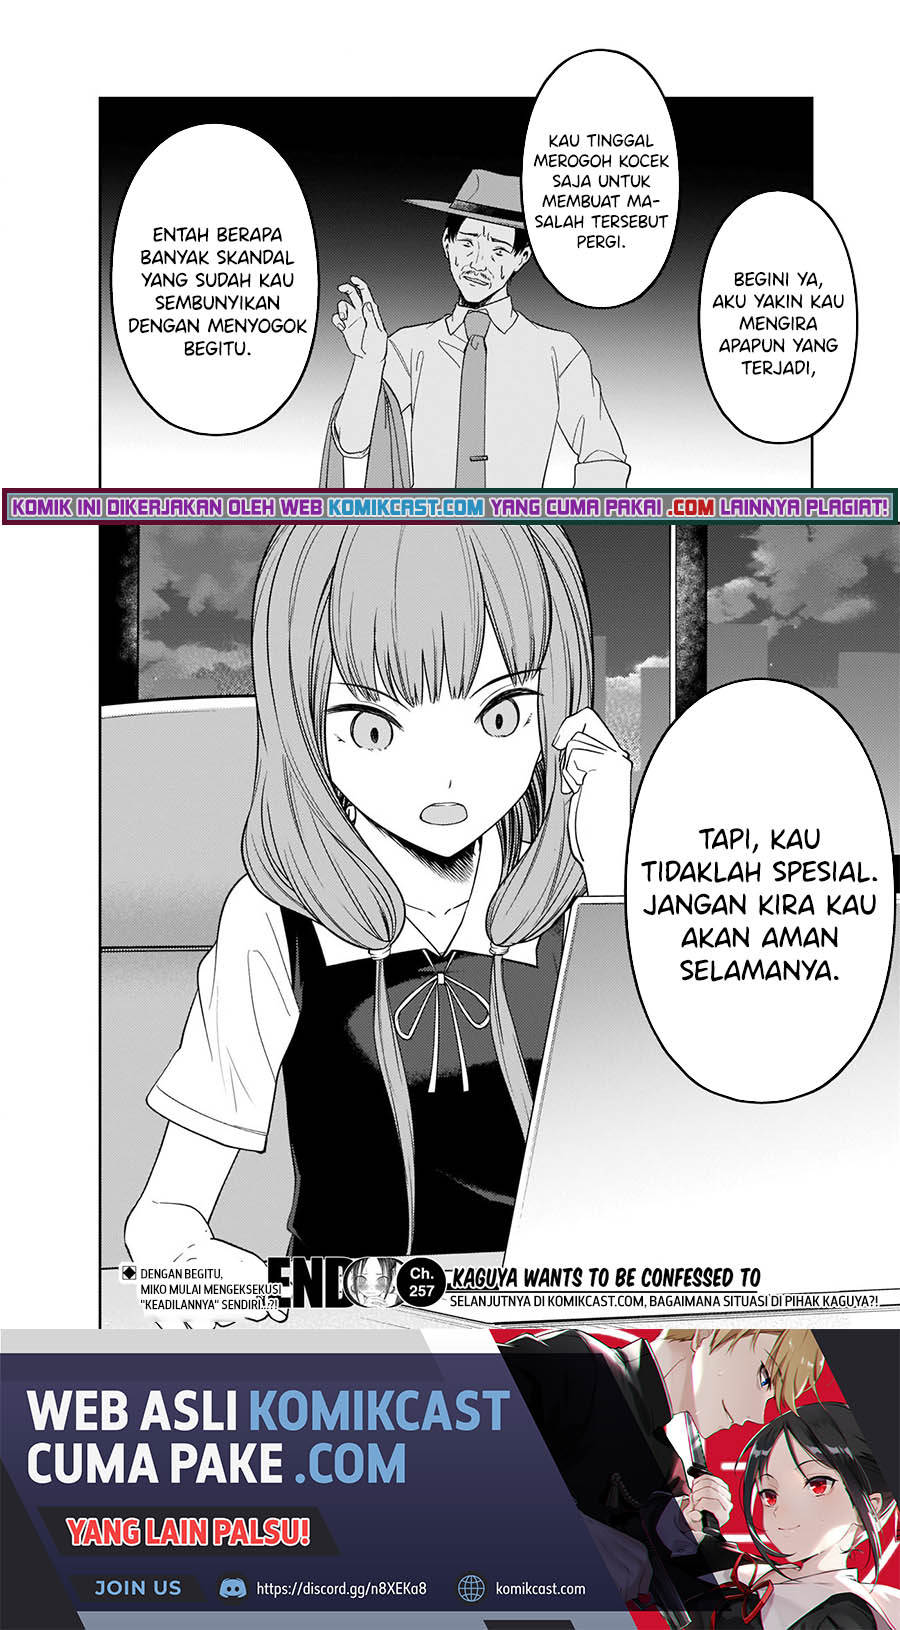 BEGINI YA,
AKU YAKIN KAU
MENGIRA
APAPUN YANG
TERJADI,
KAU TINGGAL
MEROGOH KOCEK
SAJA UNTUK
MEMBUAT MA-
SALAH TERSEBUT
PERGI.
ENTAH BERAPA
BANYAK SKANDAL
YANG SUDAH KAU
SEMBUNYIKAN
DENGAN MENYOGOK
BEGITU.
KOMIK INI DIKERJAKAN OLEH WEB KOMIKCAST.COM YANG CUMA PAKAI .COM LAINNYA PLAGIAT!
TAPI, KAU
TIDAKLAH SPESIAL.
JANGAN KIRA KAU
AKAN AMAN
SELAMANYA.
DENGAN BEGITU,
MIKO MULAI MENGEKSEKUSI
"KEADILANNYA" SENDIRI..?!
END
Ch.
257
KAGUYA WANTS TO BE CONFESSED TO
SELANJUTNYA DI KOMIKCAST.COM, BAGAIMANA SITUASI DI PIHAK KAGUYA?!
WEB ASLI KOMIKCAST
CUMA PAKE .COM
YANG LAIN PALSU!
JOIN US
https://discord.gg/n8XEKa8
komikcast.com